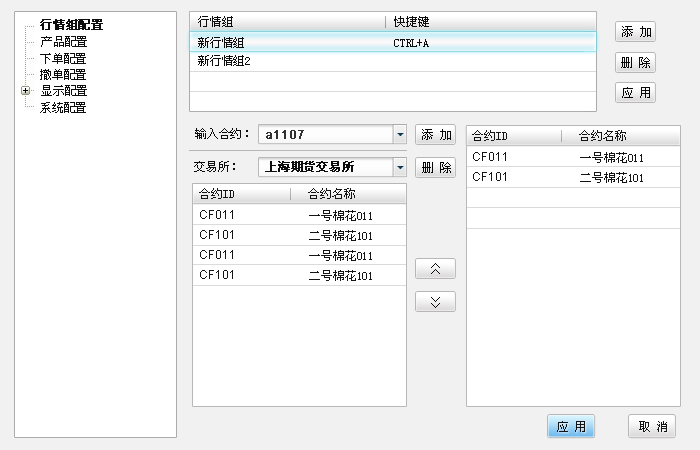 行情组配置
产品配置
下单配置
撤单配置
显示配置
系统配置
行情组 快捷键
新行情组 CTRL+A
新行情组2
添 加
删 除
应 用
输入合约: a1107 添 加
交易所: 上海期货交易所 删 除
合约ID 合约名称
CF011 一号棉花011
CF101 二号棉花101
CF011 一号棉花011
CF101 二号棉花101
合约ID 合约名称
CF011 一号棉花011
CF101 二号棉花101
应 用 取 消